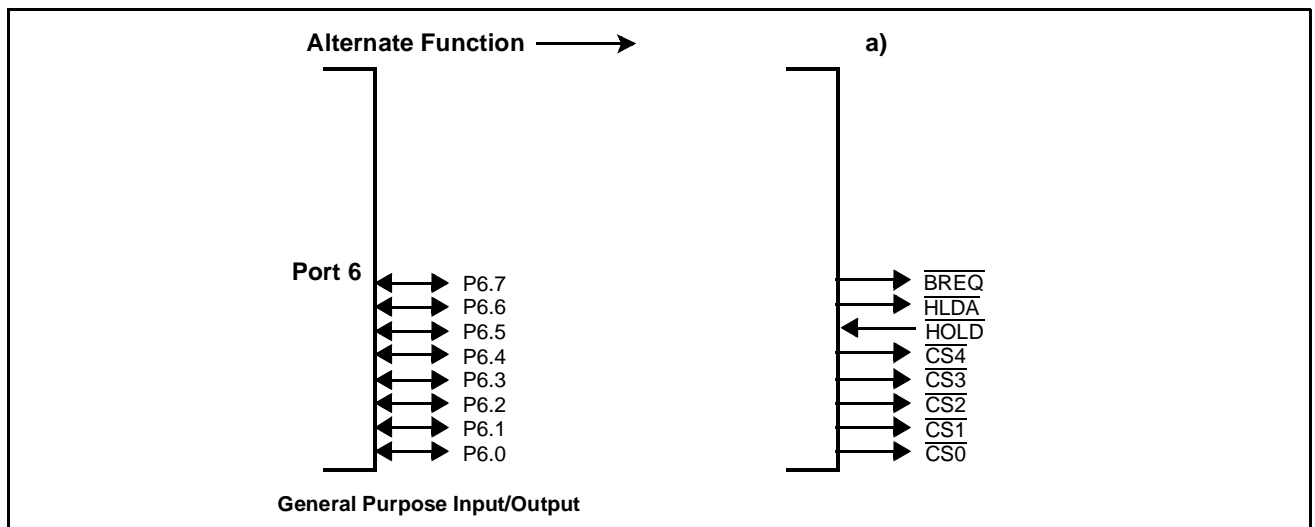 Alternate Function
a)
Port 6
P6.7
P6.6
P6.5
P6.4
P6.3
P6.2
P6.1
P6.0
BREQ
HLDA
HOLD
CS4
CS3
CS2
CS1
CS0
General Purpose Input/Output